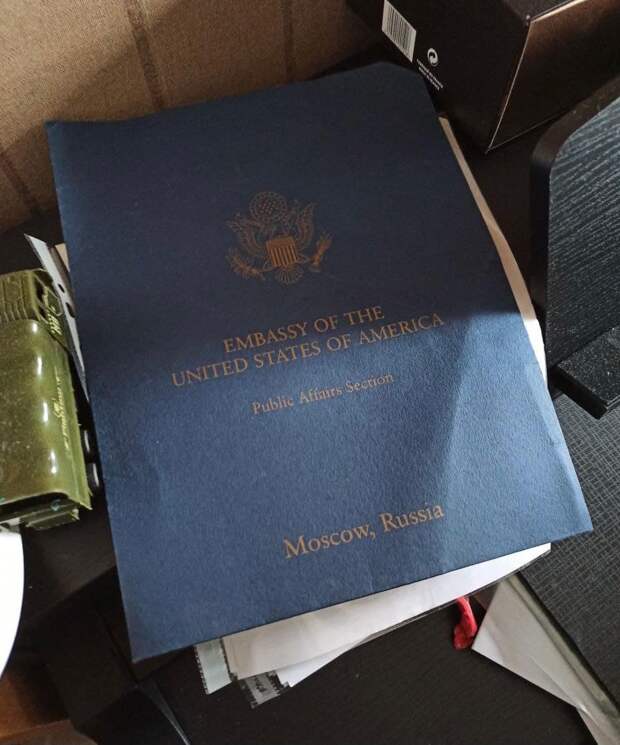 EMBASSY OF THE
UNITED STATES OF AMERICA
Public Affairs Section
Moscow, Russia